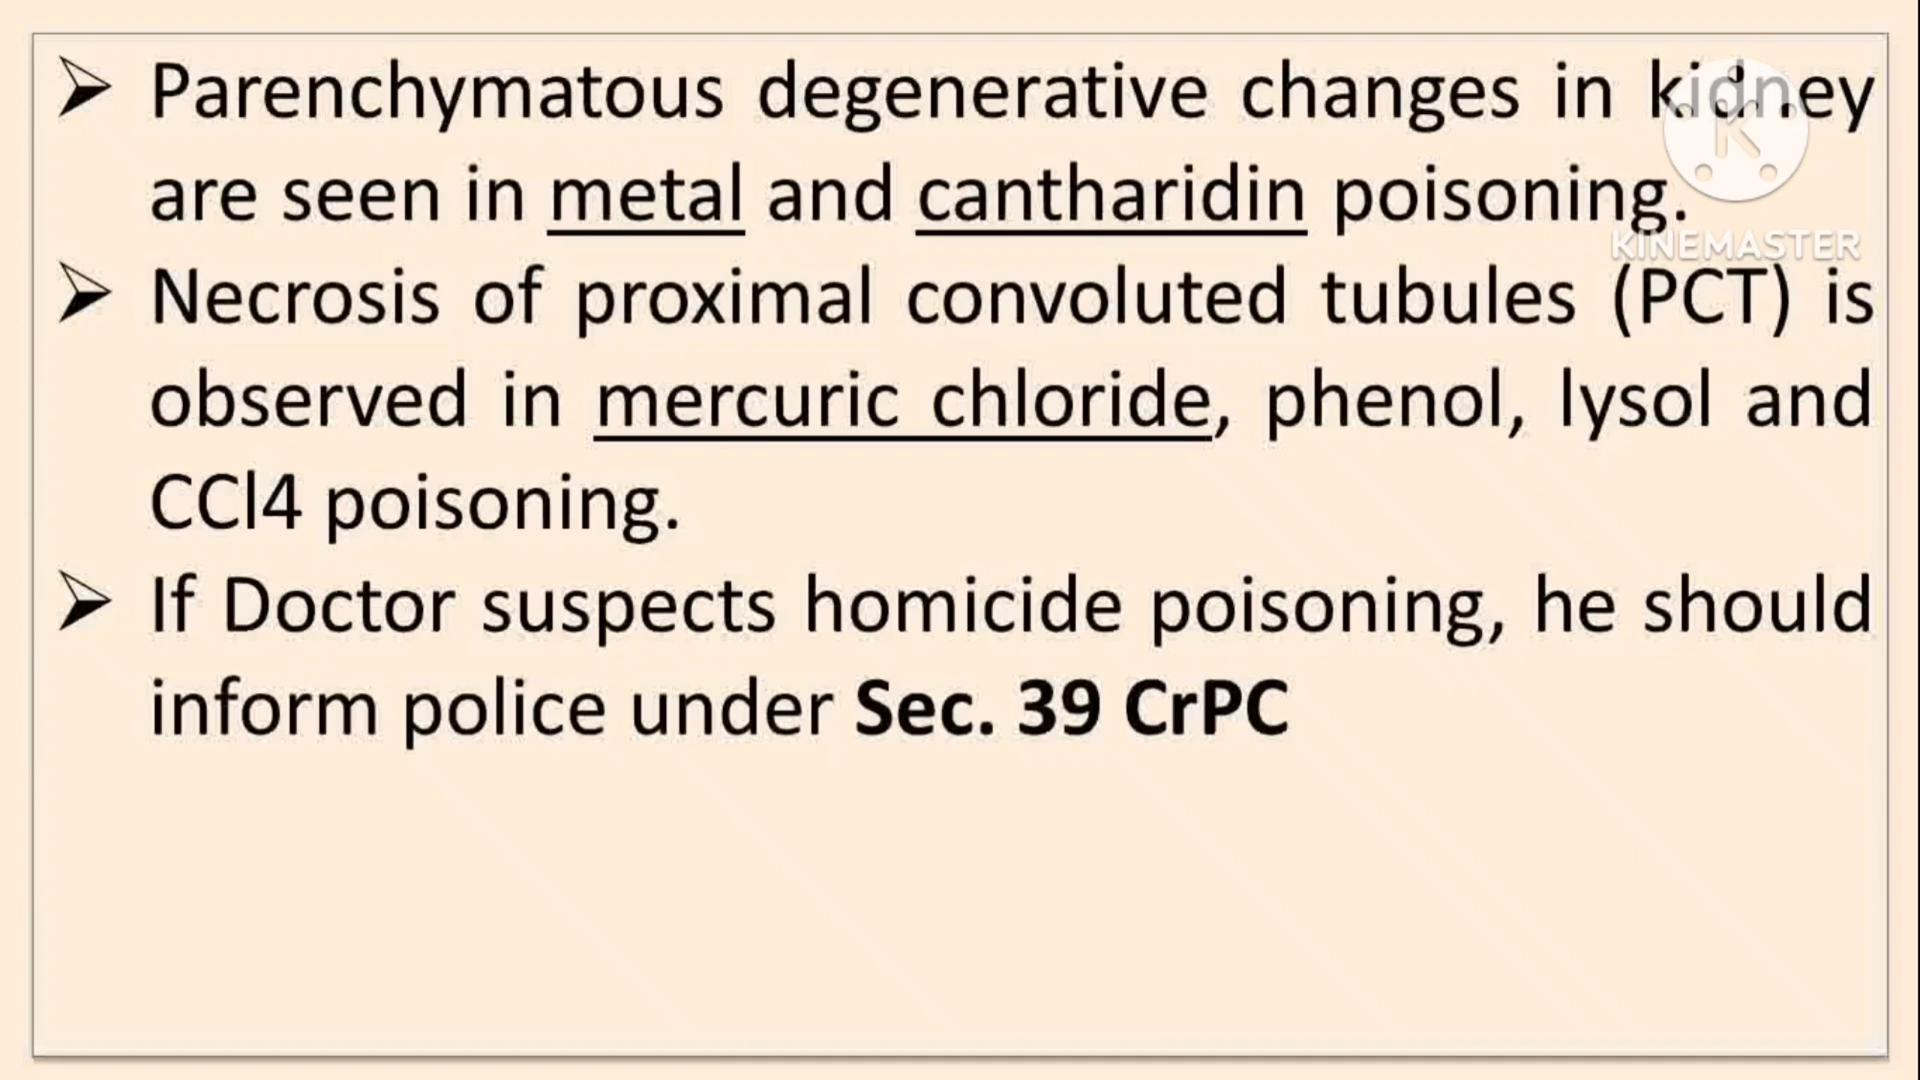 ➢ Parenchymatous degenerative changes in kidney
are seen in metal and cantharidin poisoning.
➢ Necrosis of proximal convoluted tubules (PCT) is
observed in mercuric chloride, phenol, lysol and
CCl4 poisoning.
➢ If Doctor suspects homicide poisoning, he should
inform police under Sec. 39 CrPC
K
KINEMASTER